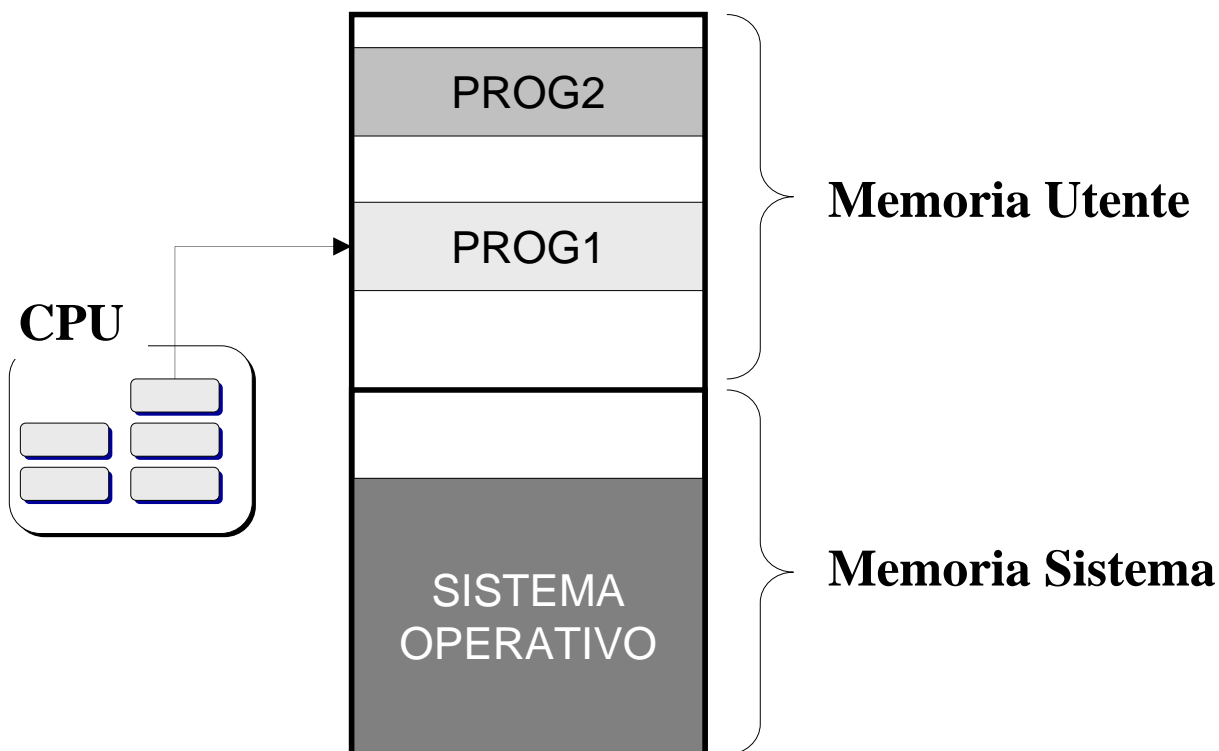 PROG2
Memoria Utente
PROG1
CPU
SISTEMA
OPERATIVO
Memoria Sistema